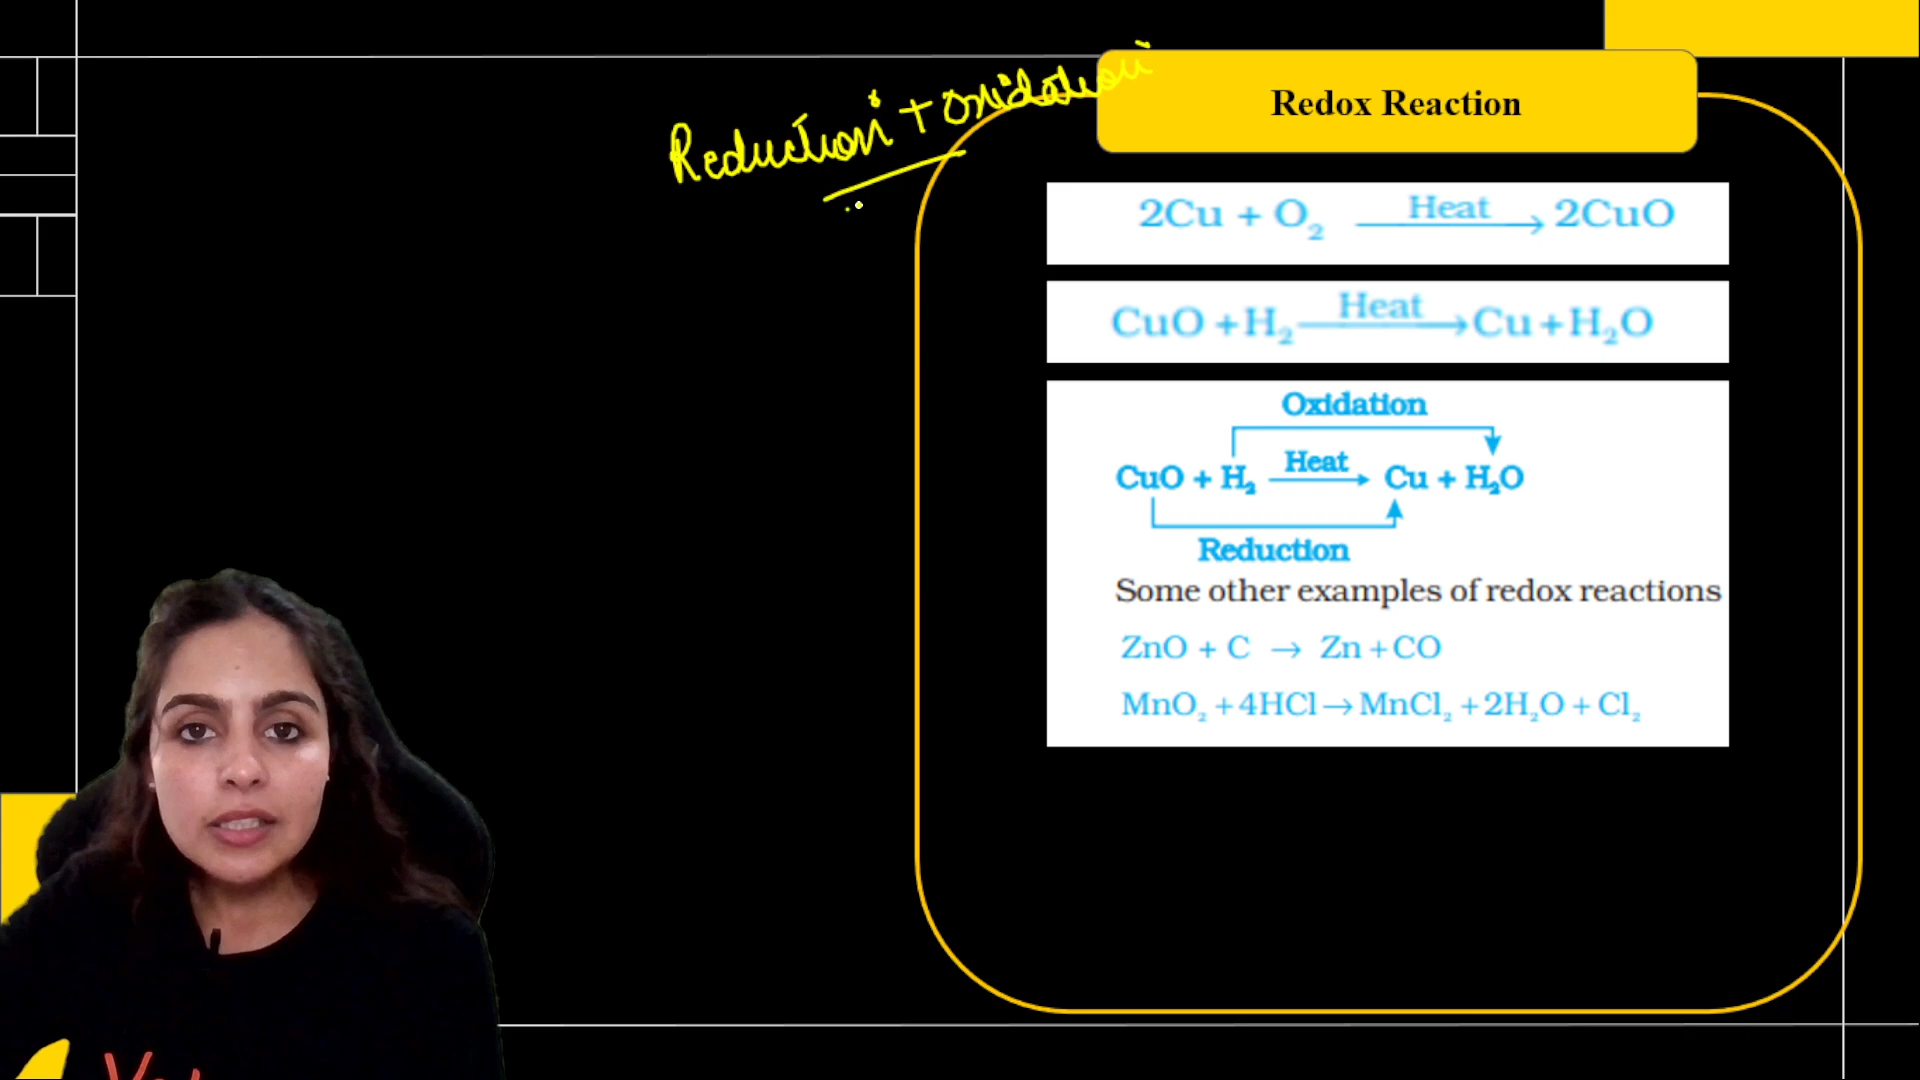 Reduction + Oxidation
Redox Reaction
2Cu + O₂ Heat → 2CuO
CuO + H₂ Heat → Cu + H₂O
Oxidation
CuO + H₂ Heat → Cu + H₂O
Reduction
Some other examples of redox reactions
ZnO + C → Zn + CO
MnO₂ + 4HCl → MnCl₂ + 2H₂O + Cl₂